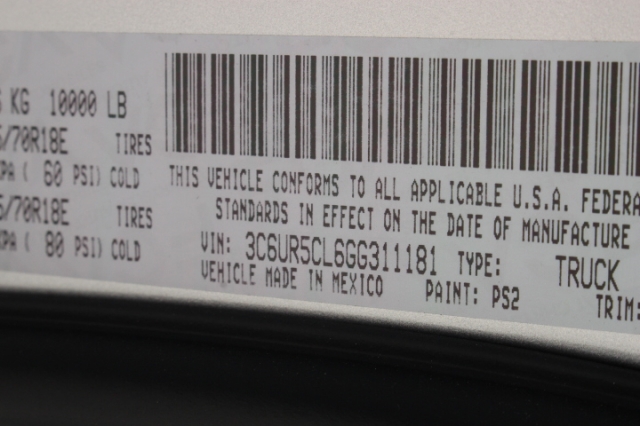 KG 10000 LB
/70R18E TIRES
KPA ( 60 PSI) COLD
/70R18E TIRES
KPA ( 80 PSI) COLD
THIS VEHICLE CONFORMS TO ALL APPLICABLE U.S.A. FEDERA
STANDARDS IN EFFECT ON THE DATE OF MANUFACTURE
VIN: 3C6UR5CL6GG311181 TYPE: TRUCK
VEHICLE MADE IN MEXICO PAINT: PS2 TRIM: